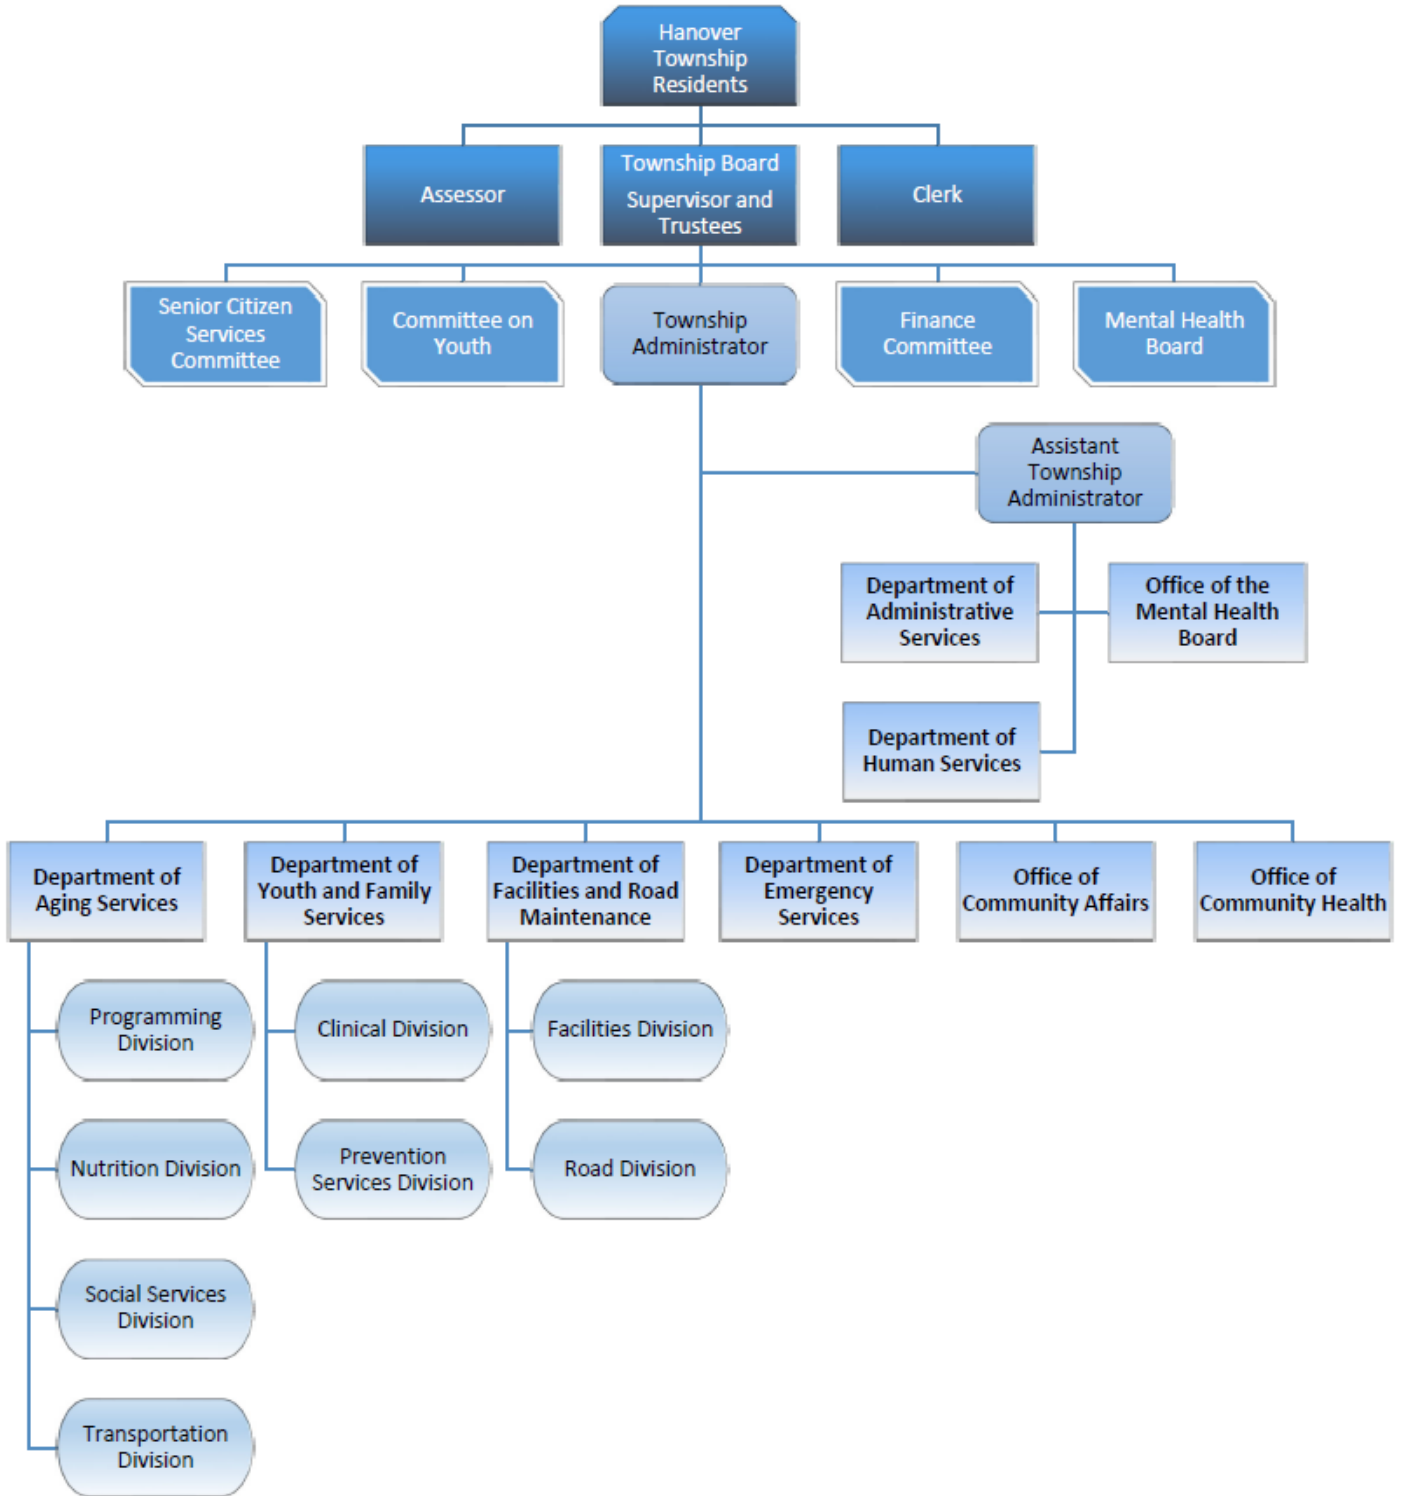 Hanover
Township
Residents
Assessor
Township Board
Supervisor and
Trustees
Clerk
Senior Citizen
Services
Committee
Committee on
Youth
Township
Administrator
Finance
Committee
Mental Health
Board
Assistant
Township
Administrator
Department of
Administrative
Services
Office of the
Mental Health
Board
Department of
Human Services
Department of
Aging Services
Department of
Youth and Family
Services
Department of
Facilities and Road
Maintenance
Department of
Emergency
Services
Office of
Community Affairs
Office of
Community Health
Programming
Division
Clinical Division
Facilities Division
Nutrition Division
Prevention
Services Division
Road Division
Social Services
Division
Transportation
Division